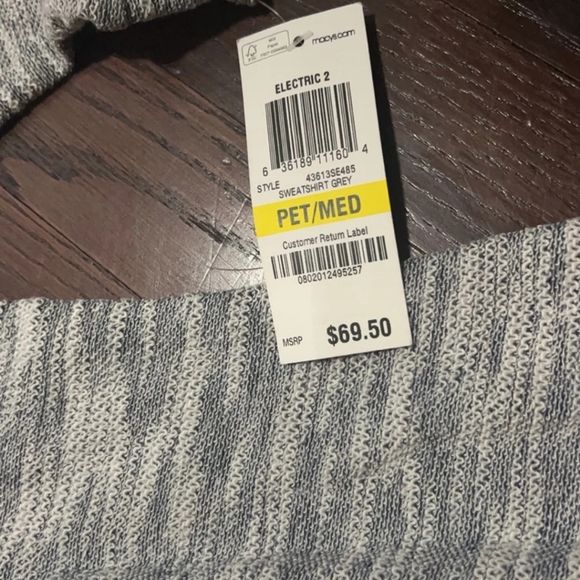 macys.com
ELECTRIC 2
6 36189 11160 4
STYLE 43613SE485
SWEATSHIRT GREY
PET/MED
Customer Return Label
0802012495257
MSRP $69.50